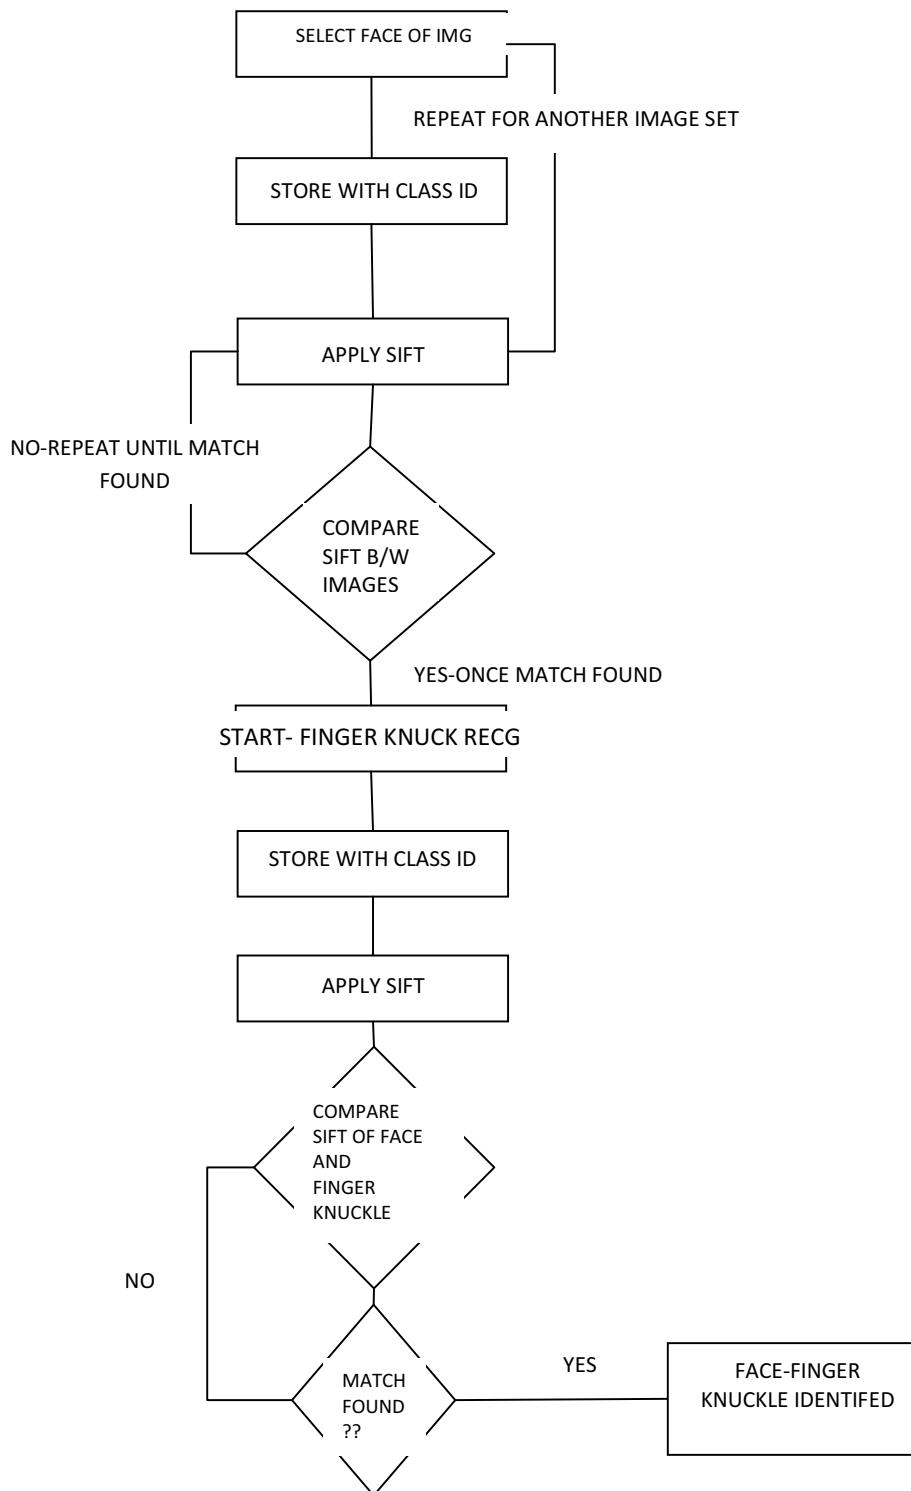 SELECT FACE OF IMG
REPEAT FOR ANOTHER IMAGE SET
STORE WITH CLASS ID
APPLY SIFT
NO-REPEAT UNTIL MATCH
FOUND
COMPARE
SIFT B/W
IMAGES
YES-ONCE MATCH FOUND
START- FINGER KNUCK RECG
STORE WITH CLASS ID
APPLY SIFT
COMPARE
SIFT OF FACE
AND
FINGER
KNUCKLE
NO
MATCH
FOUND
??
YES
FACE-FINGER
KNUCKLE IDENTIFED